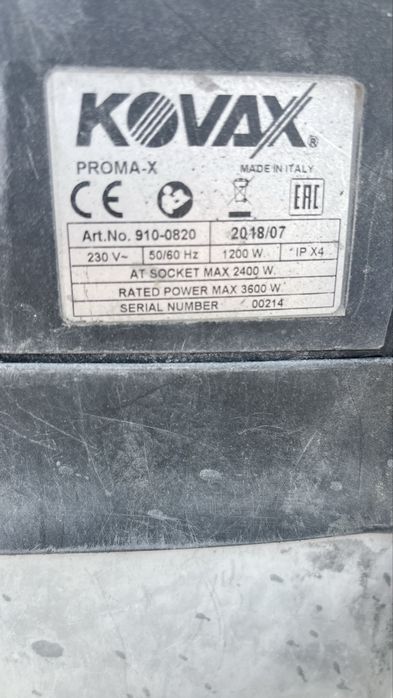 KOVAX®
PROMA-X MADE IN ITALY
CE EAC
Art.No. 910-0820 2018/07
230 V~ 50/60 Hz 1200 W. IP X4
AT SOCKET MAX 2400 W.
RATED POWER MAX 3600 W.
SERIAL NUMBER 00214